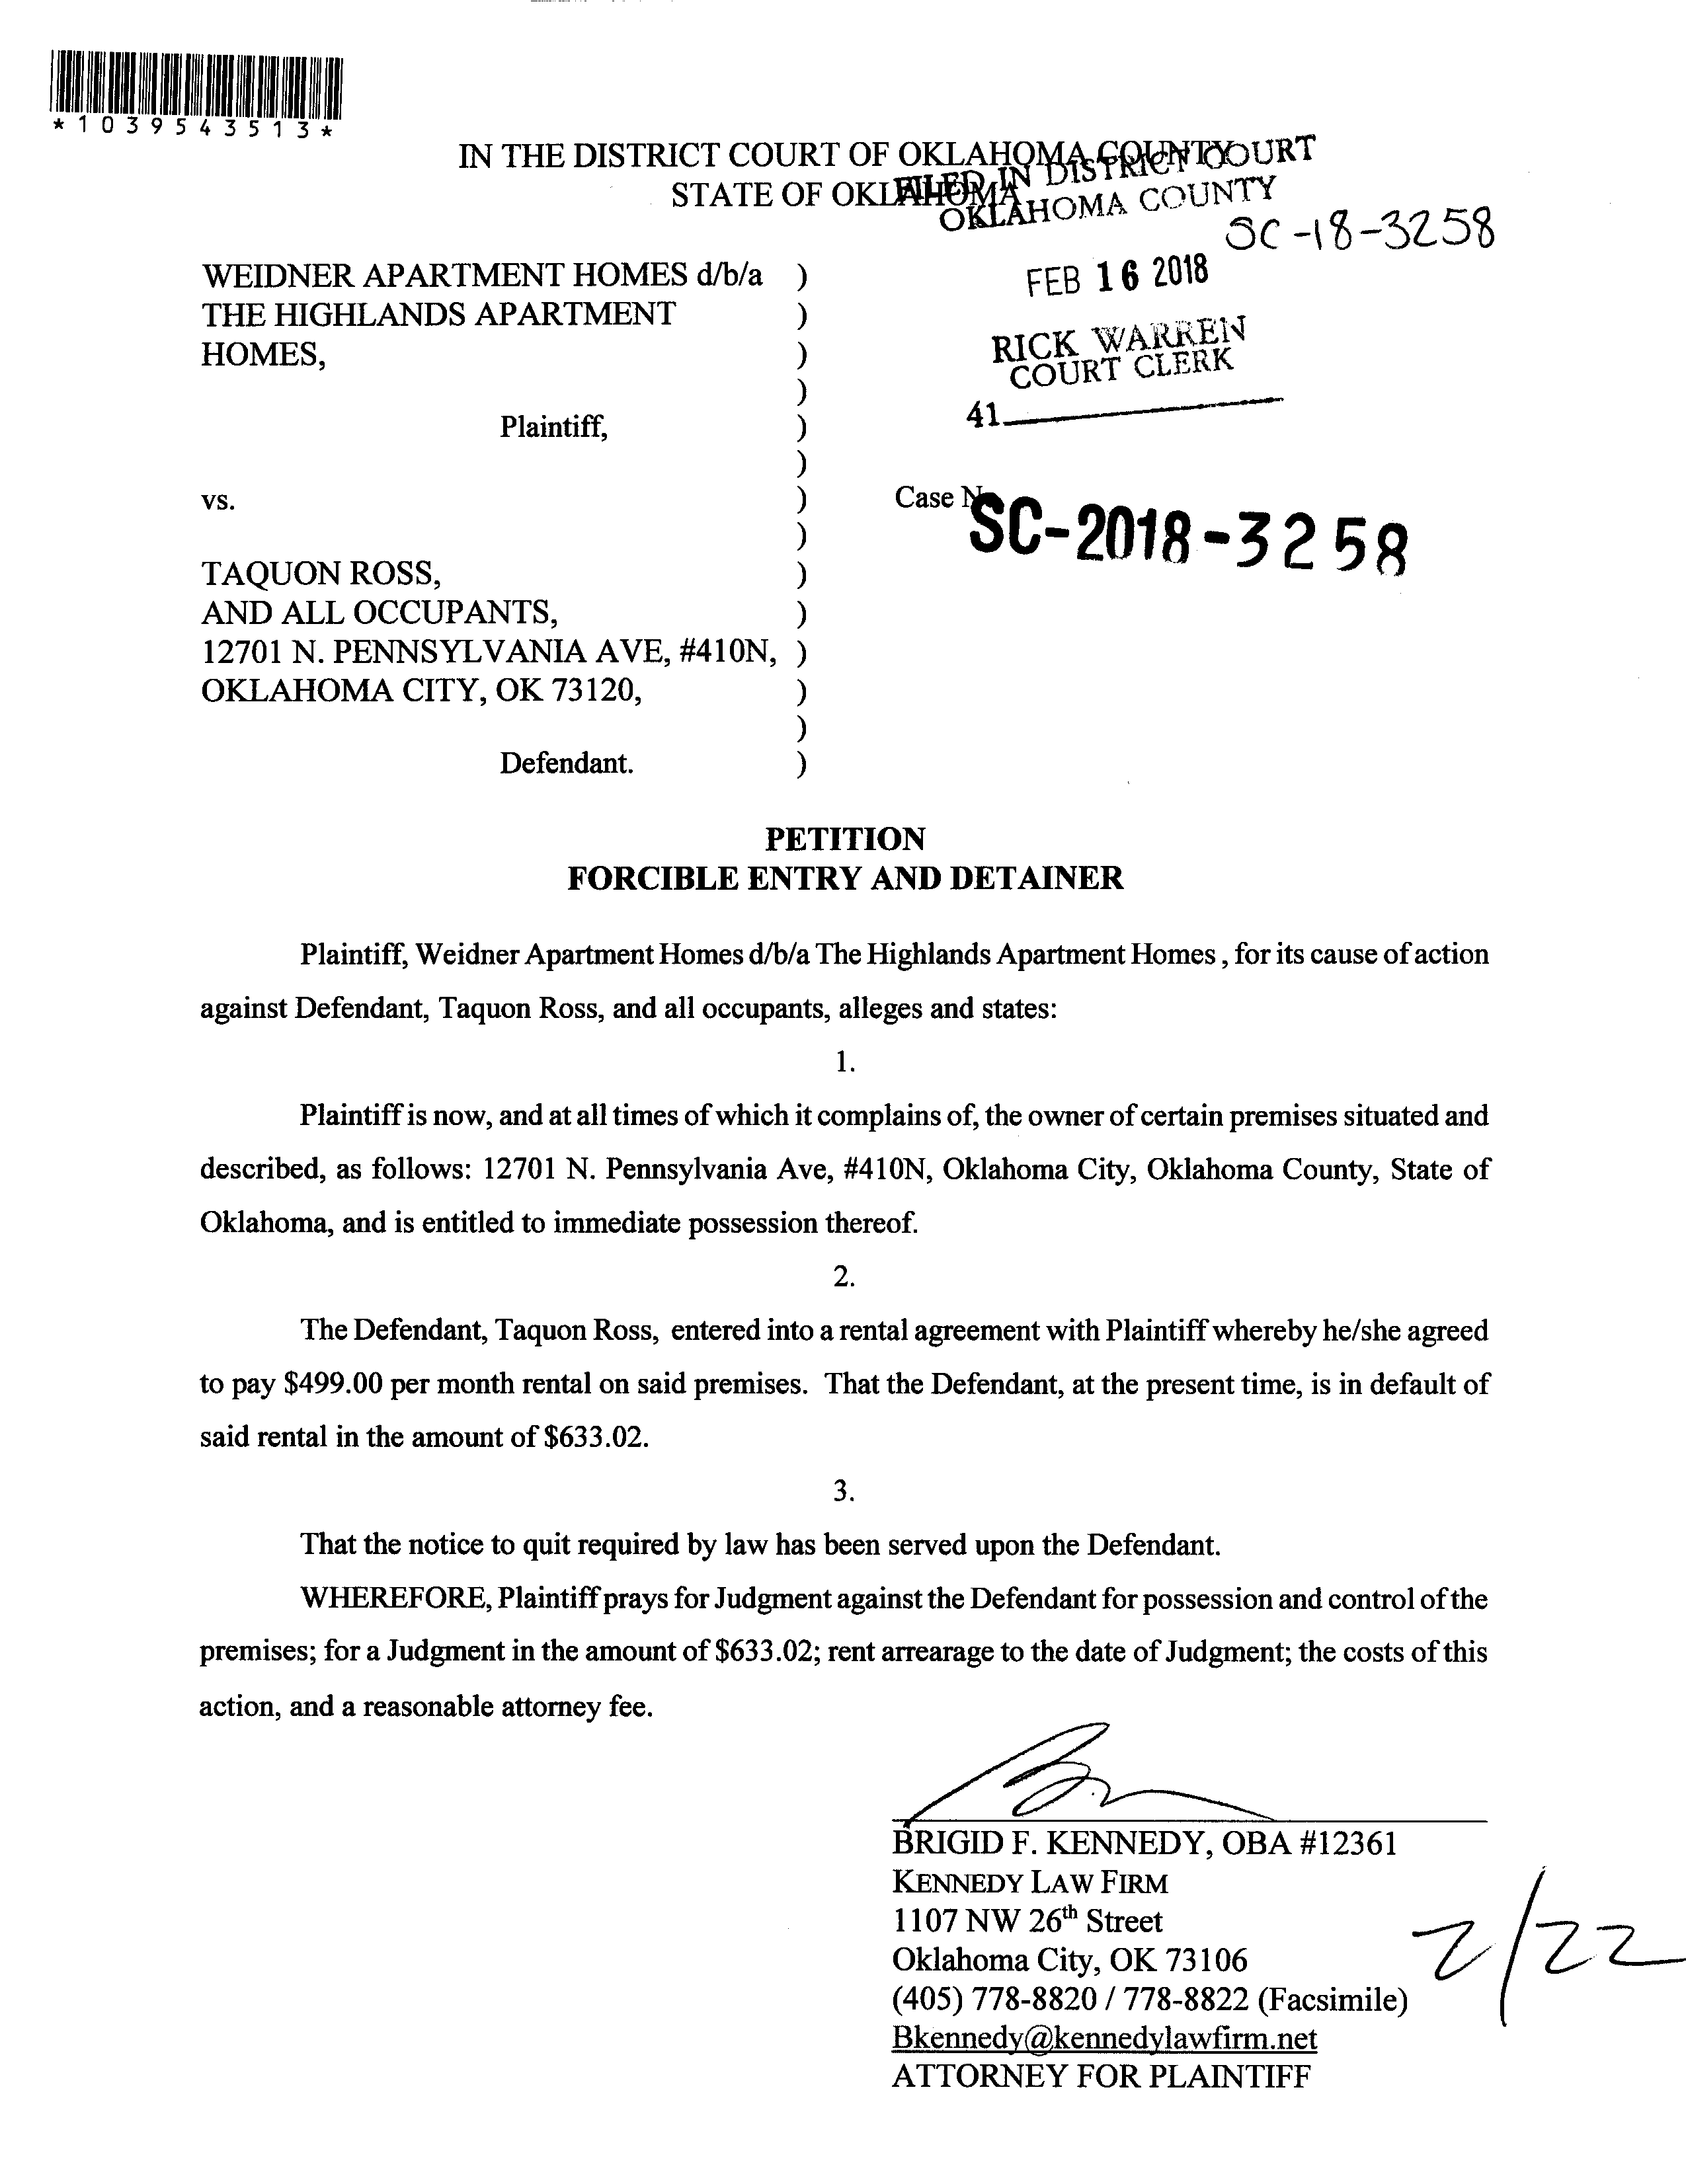 *1039543513*
IN THE DISTRICT COURT OF OKLAHOMA COUNTY
STATE OF OKLAHOMA
FILED IN DISTRICT COURT
OKLAHOMA COUNTY
SC-18-3258
FEB 16 2018
RICK WARREN
COURT CLERK
41
WEIDNER APARTMENT HOMES d/b/a )
THE HIGHLANDS APARTMENT )
HOMES, )
)
Plaintiff, )
)
vs. )
)
TAQUON ROSS, )
AND ALL OCCUPANTS, )
12701 N. PENNSYLVANIA AVE, #410N, )
OKLAHOMA CITY, OK 73120, )
)
Defendant. )
Case N
SC-2018-3258
PETITION
FORCIBLE ENTRY AND DETAINER
Plaintiff, Weidner Apartment Homes d/b/a The Highlands Apartment Homes , for its cause of action
against Defendant, Taquon Ross, and all occupants, alleges and states:
1.
Plaintiff is now, and at all times of which it complains of, the owner of certain premises situated and
described, as follows: 12701 N. Pennsylvania Ave, #410N, Oklahoma City, Oklahoma County, State of
Oklahoma, and is entitled to immediate possession thereof.
2.
The Defendant, Taquon Ross, entered into a rental agreement with Plaintiff whereby he/she agreed
to pay $499.00 per month rental on said premises. That the Defendant, at the present time, is in default of
said rental in the amount of $633.02.
3.
That the notice to quit required by law has been served upon the Defendant.
WHEREFORE, Plaintiff prays for Judgment against the Defendant for possession and control of the
premises; for a Judgment in the amount of $633.02; rent arrearage to the date of Judgment; the costs of this
action, and a reasonable attorney fee.
BRIGID F. KENNEDY, OBA #12361
KENNEDY LAW FIRM
1107 NW 26th Street
Oklahoma City, OK 73106
(405) 778-8820 / 778-8822 (Facsimile)
Bkennedy@kennedylawfirm.net
ATTORNEY FOR PLAINTIFF
2/22